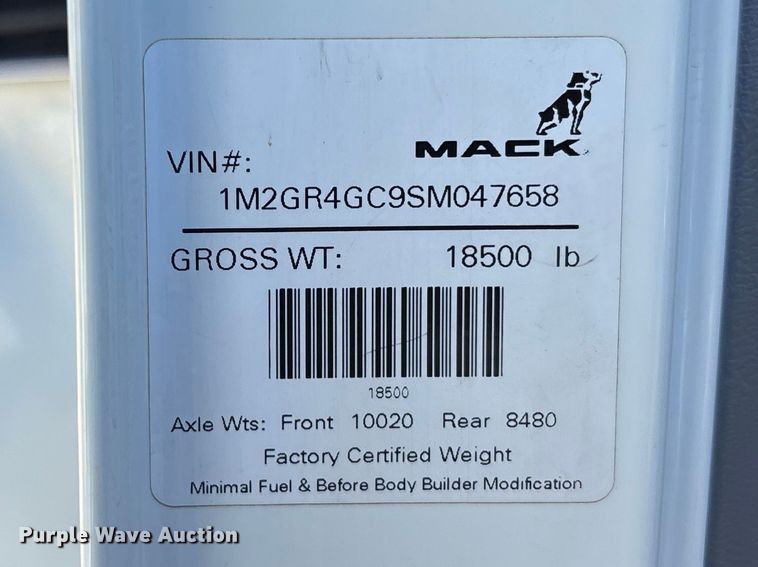 MACK
VIN#:
1M2GR4GC9SM047658
GROSS WT: 18500 lb
18500
Axle Wts: Front 10020 Rear 8480
Factory Certified Weight
Minimal Fuel & Before Body Builder Modification
Purple Wave Auction